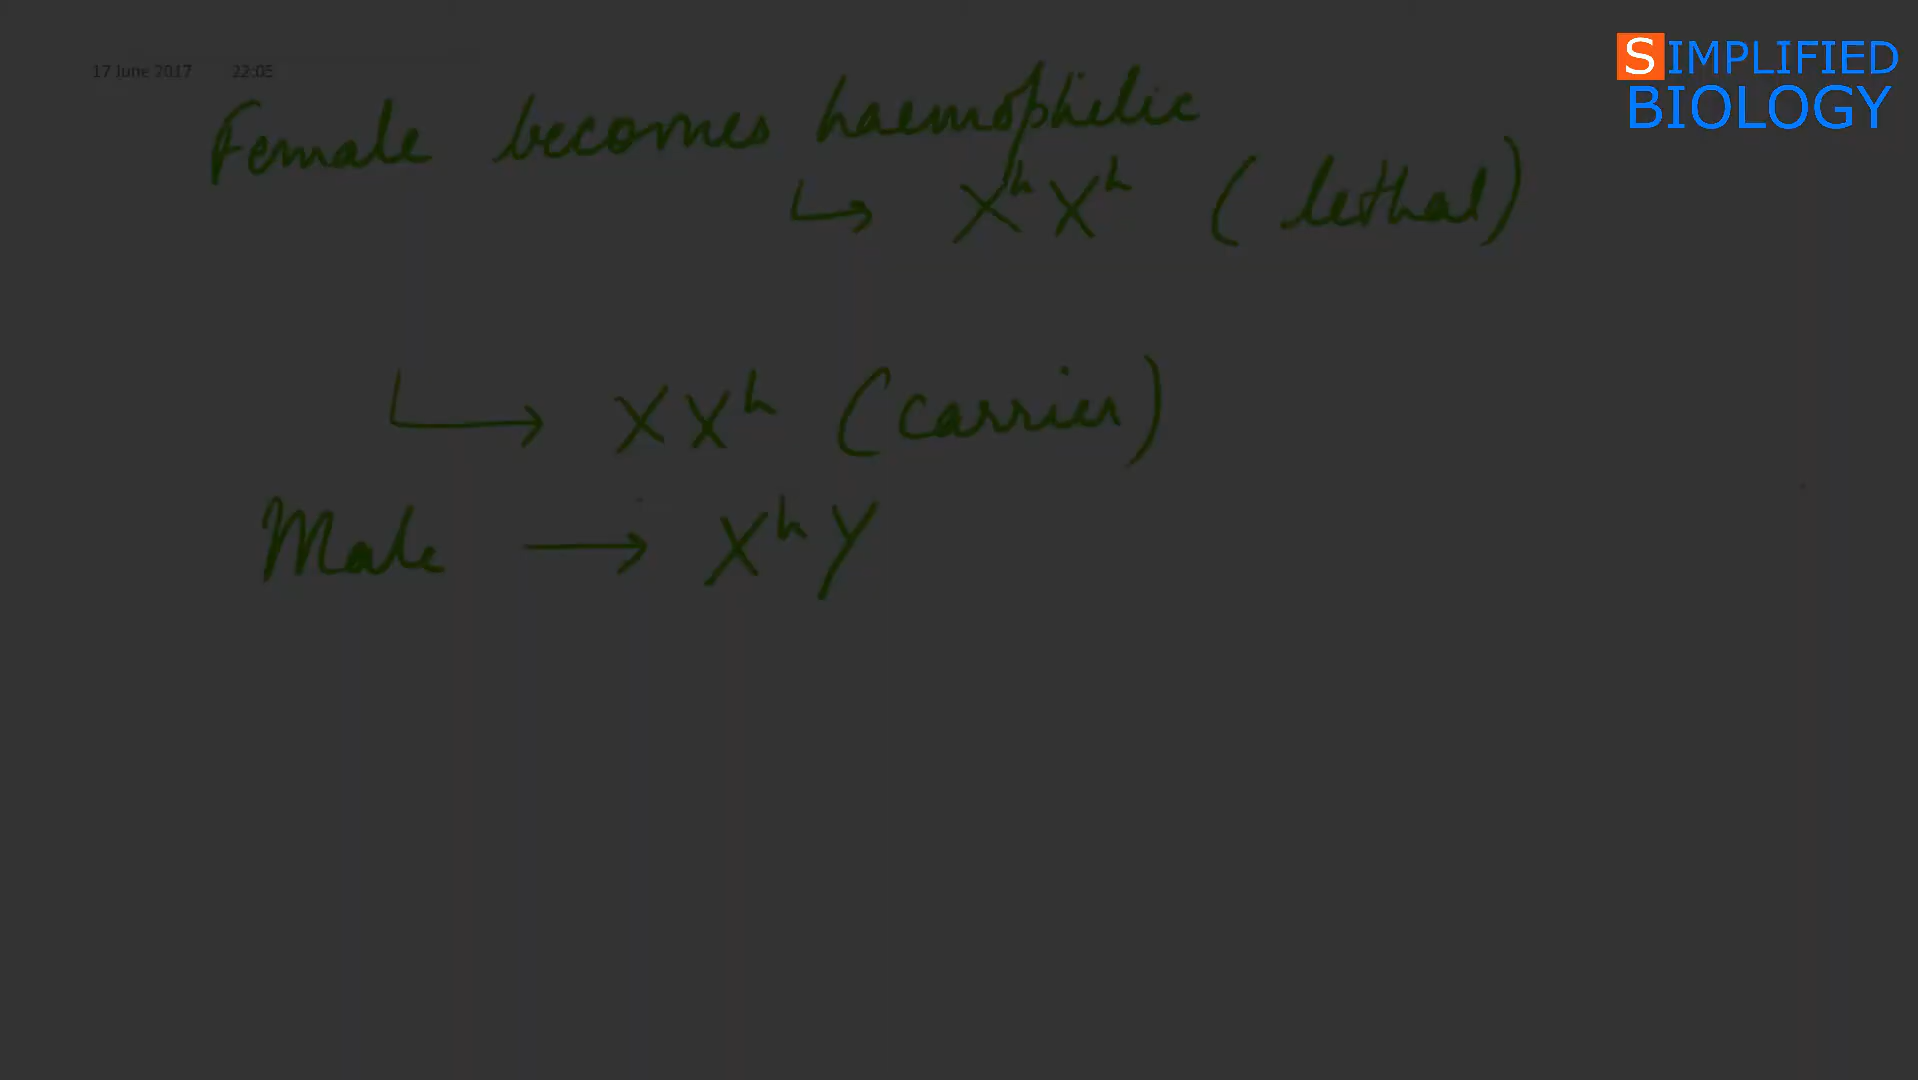 17 June 2017 22:05
SIMPLIFIED
BIOLOGY
Female becomes haemophilic
↳ XʰXʰ (lethal)
↳ XXʰ (carrier)
Male → XʰY